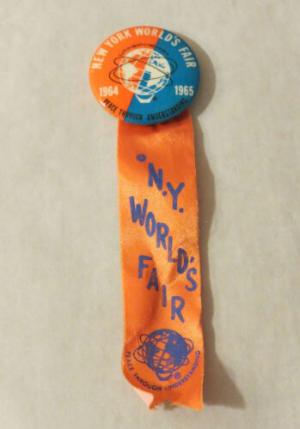 NEW YORK WORLD'S FAIR
1964 1965
PEACE THROUGH UNDERSTANDING
®
® N.Y.
WORLD'S
FAIR
®
PEACE THROUGH UNDERSTANDING